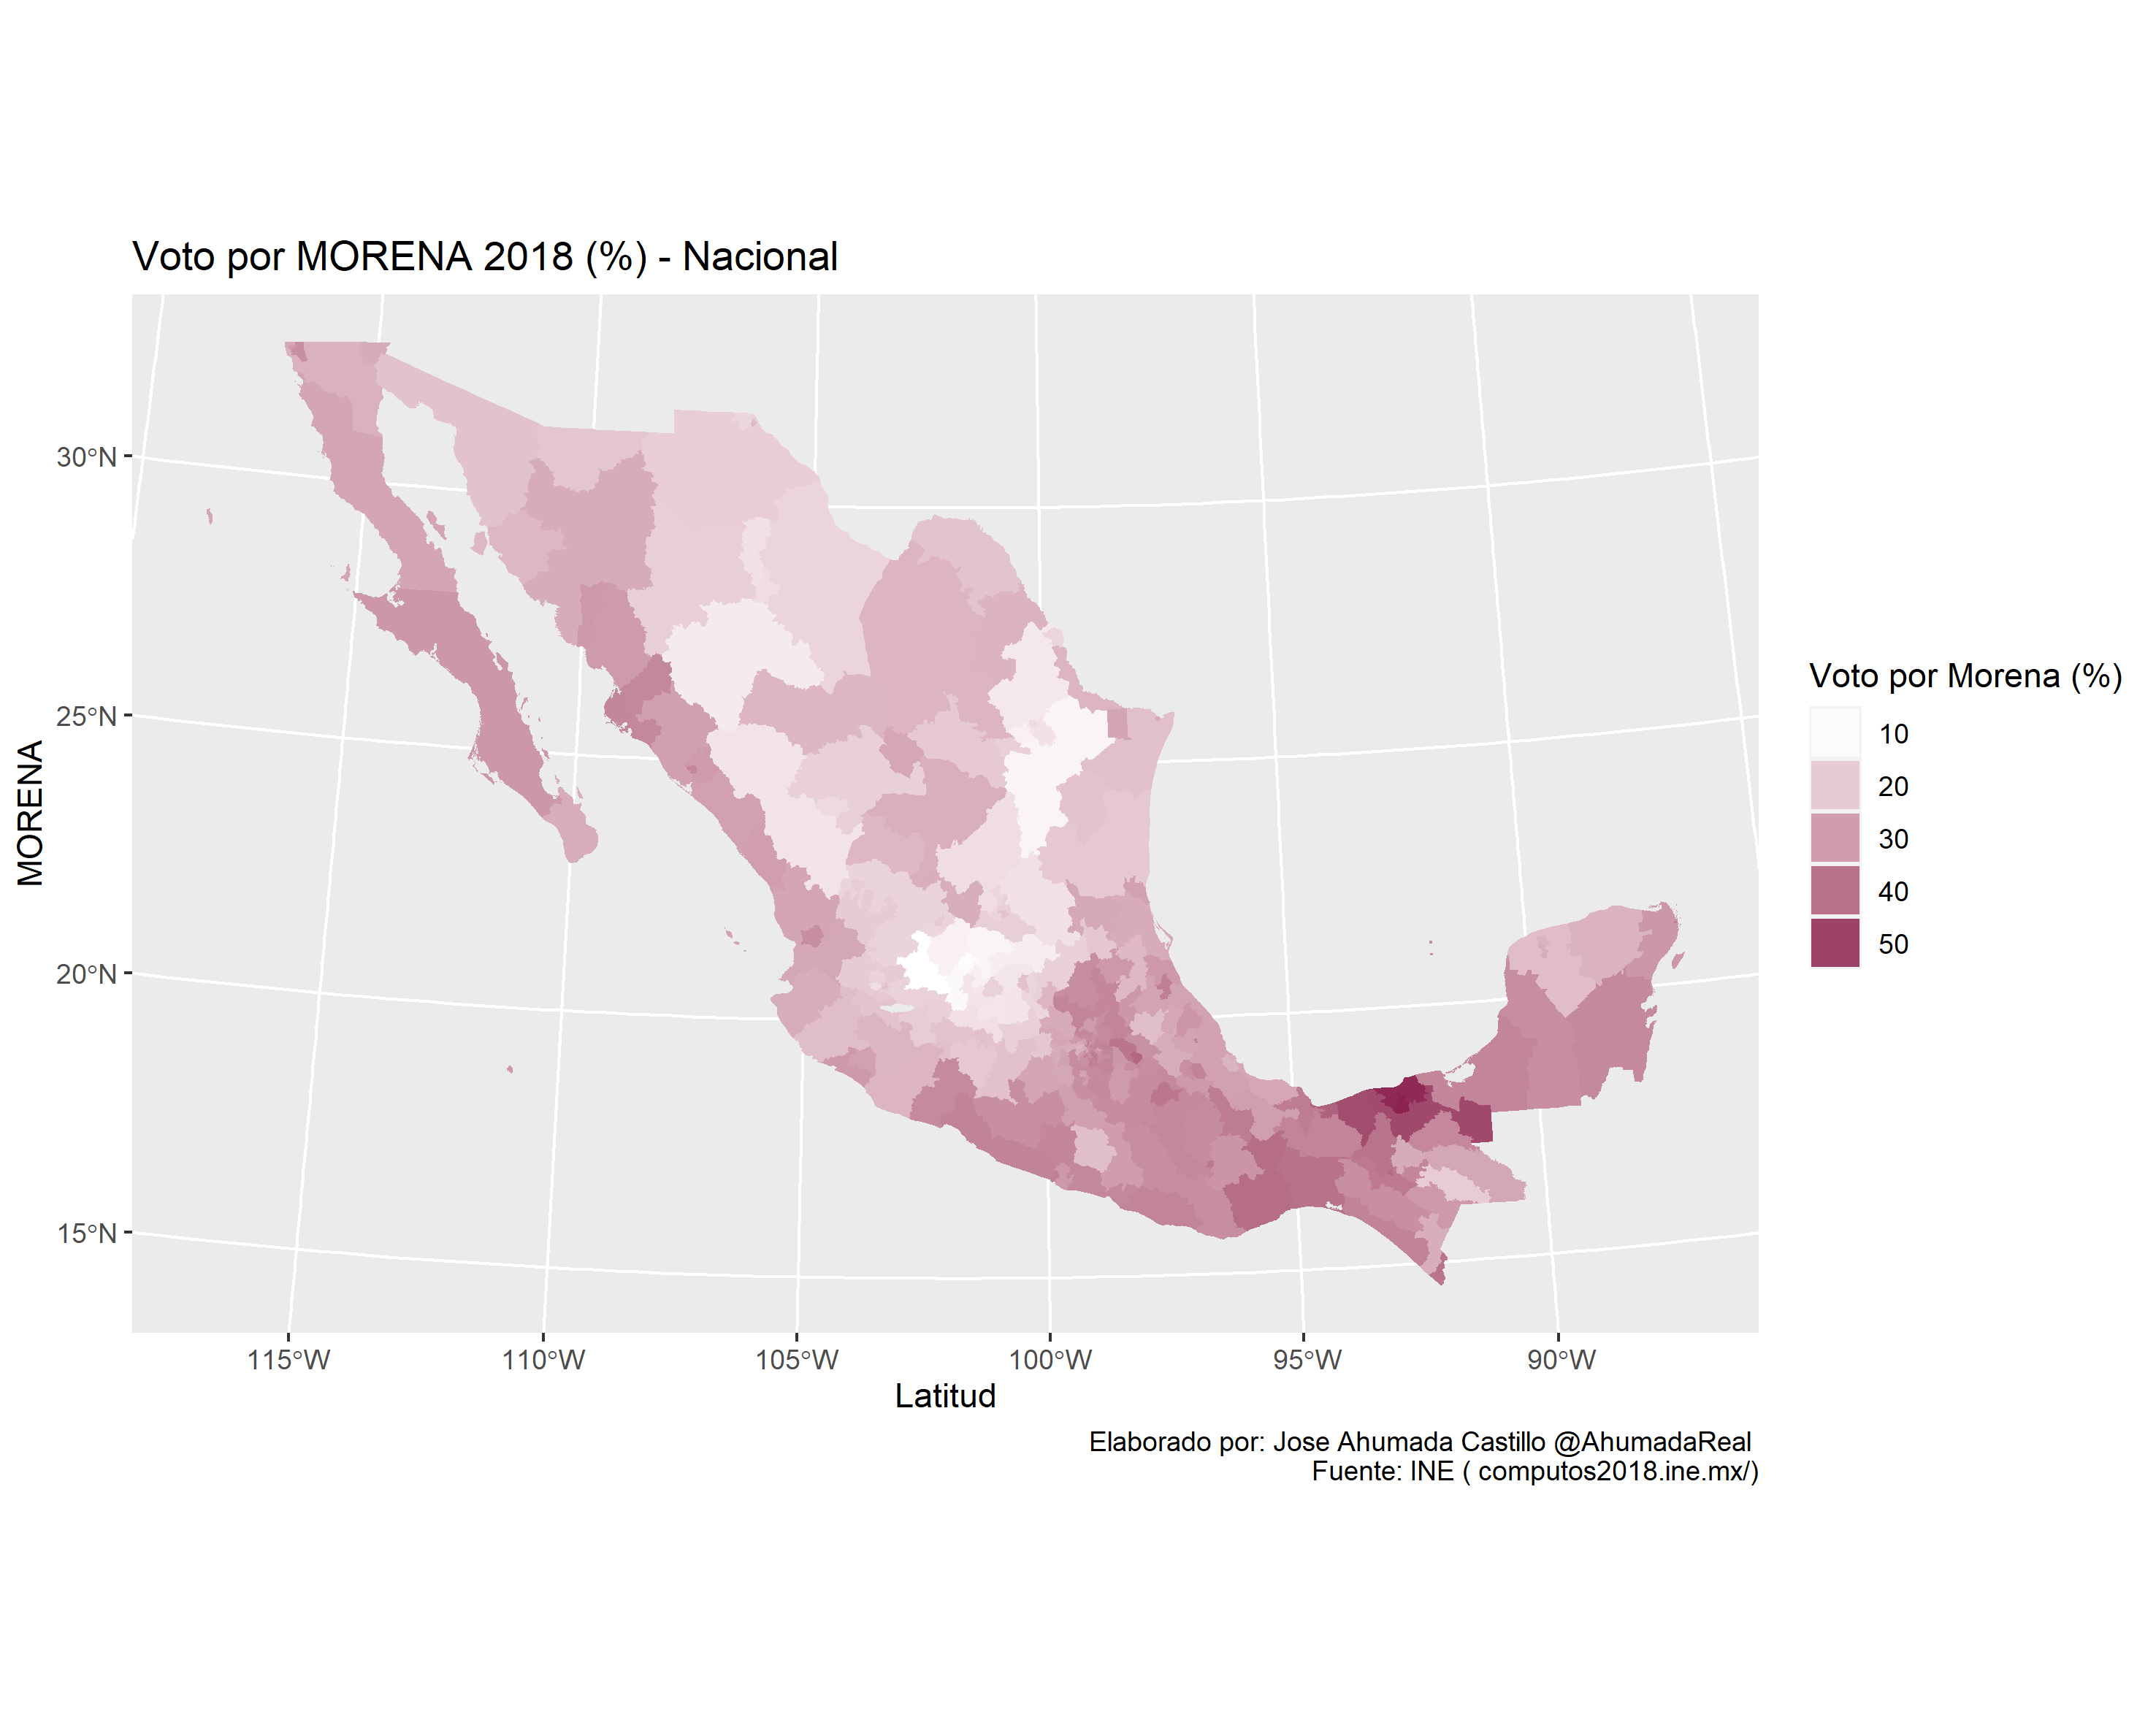 Voto por MORENA 2018 (%) - Nacional
30°N
25°N
20°N
15°N
MORENA
115°W
110°W
105°W
100°W
95°W
90°W
Latitud
Voto por Morena (%)
10
20
30
40
50
Elaborado por: Jose Ahumada Castillo @AhumadaReal
Fuente: INE ( computos2018.ine.mx/)